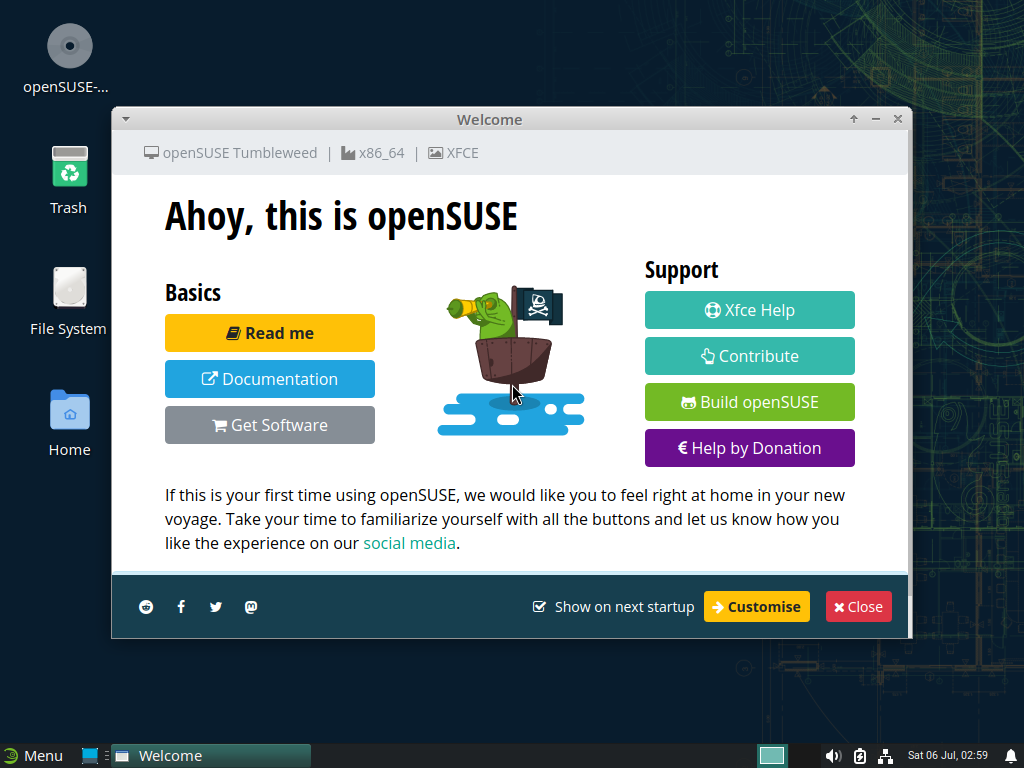 openSUSE-...
Trash
File System
Home
Welcome
openSUSE Tumbleweed | x86_64 | XFCE
Ahoy, this is openSUSE
Basics
Read me
Documentation
Get Software
Support
Xfce Help
Contribute
Build openSUSE
€ Help by Donation
If this is your first time using openSUSE, we would like you to feel right at home in your new
voyage. Take your time to familiarize yourself with all the buttons and let us know how you
like the experience on our social media.
Show on next startup
Customise
Close
Menu
Welcome
Sat 06 Jul, 02:59